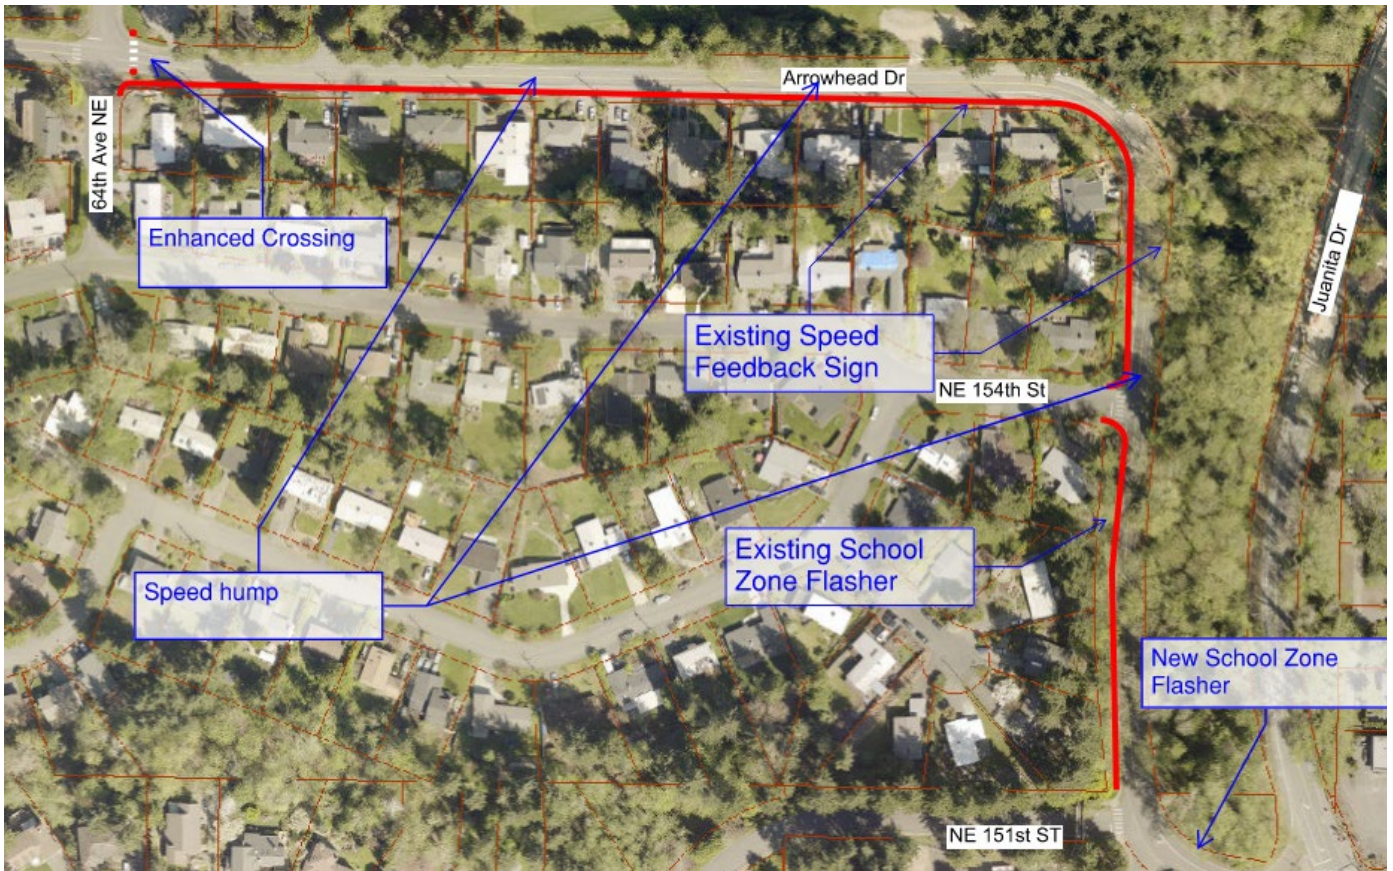 Arrowhead Dr
64th Ave NE
Enhanced Crossing
Juanita Dr
Existing Speed
Feedback Sign
NE 154th St
Existing School
Zone Flasher
Speed hump
New School Zone
Flasher
NE 151st ST